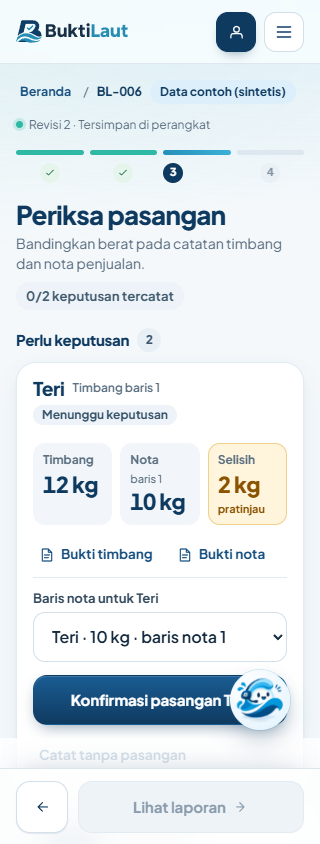 BuktiLaut
Beranda / BL-006 Data contoh (sintetis)
Revisi 2 · Tersimpan di perangkat
3 4
Periksa pasangan
Bandingkan berat pada catatan timbang
dan nota penjualan.
0/2 keputusan tercatat
Perlu keputusan 2
Teri Timbang baris 1
Menunggu keputusan
Timbang
12 kg
Nota
baris 1
10 kg
Selisih
2 kg
pratinjau
Bukti timbang Bukti nota
Baris nota untuk Teri
Teri · 10 kg · baris nota 1
Konfirmasi pasangan T
Catat tanpa pasangan
Lihat laporan